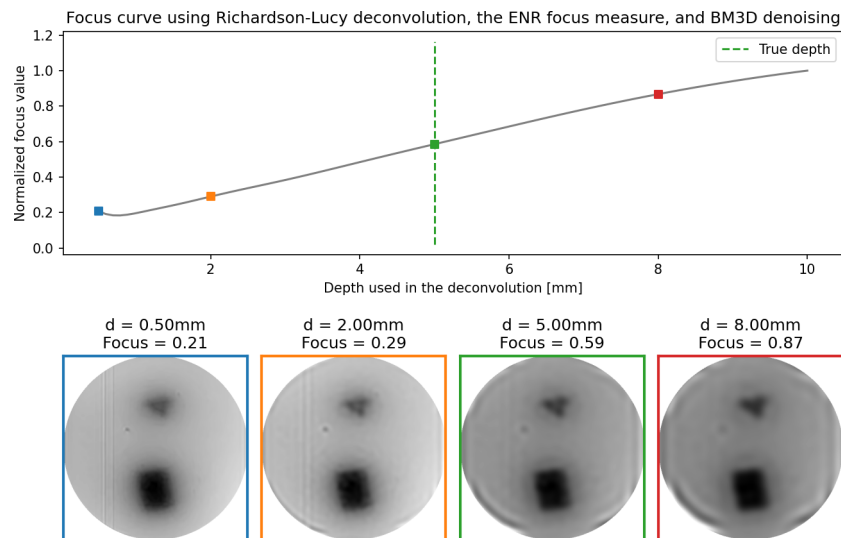 Focus curve using Richardson-Lucy deconvolution, the ENR focus measure, and BM3D denoising
Normalized focus value
1.2
1.0
0.8
0.6
0.4
0.2
0.0
True depth
2
4
6
8
10
Depth used in the deconvolution [mm]
d = 0.50mm
Focus = 0.21
d = 2.00mm
Focus = 0.29
d = 5.00mm
Focus = 0.59
d = 8.00mm
Focus = 0.87